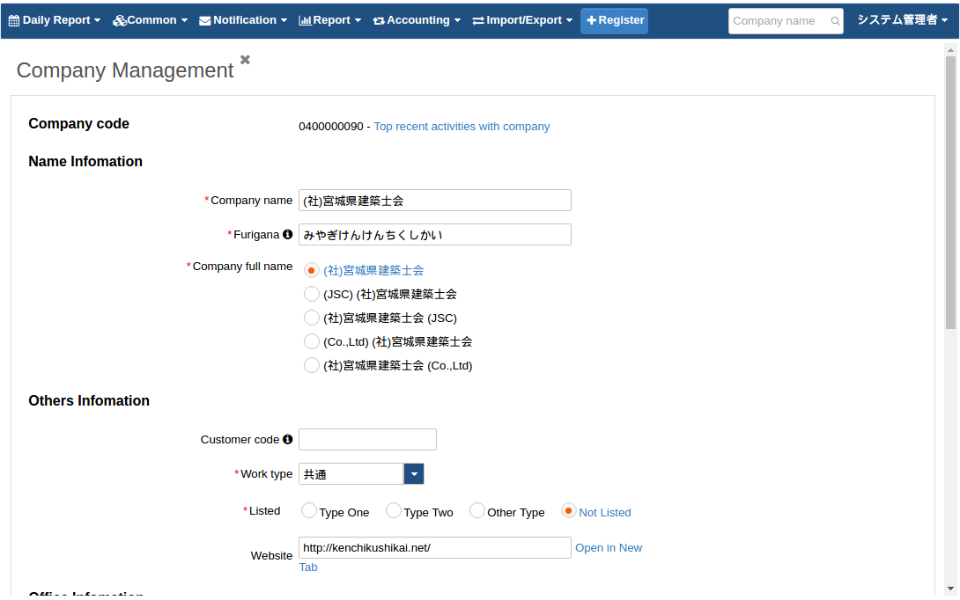 Daily Report Common Notification Report Accounting Import/Export Register Company name システム管理者
Company Management
Company code 0400000090 - Top recent activities with company
Name Infomation
*Company name (社)宮城県建築士会
*Furigana みやぎけんけんちくしかい
*Company full name (社)宮城県建築士会
(JSC) (社)宮城県建築士会
(社)宮城県建築士会 (JSC)
(Co.,Ltd) (社)宮城県建築士会
(社)宮城県建築士会 (Co.,Ltd)
Others Infomation
Customer code
*Work type 共通
*Listed Type One Type Two Other Type Not Listed
Website http://kenchikushikai.net/ Open in New
Tab
Office Infomation